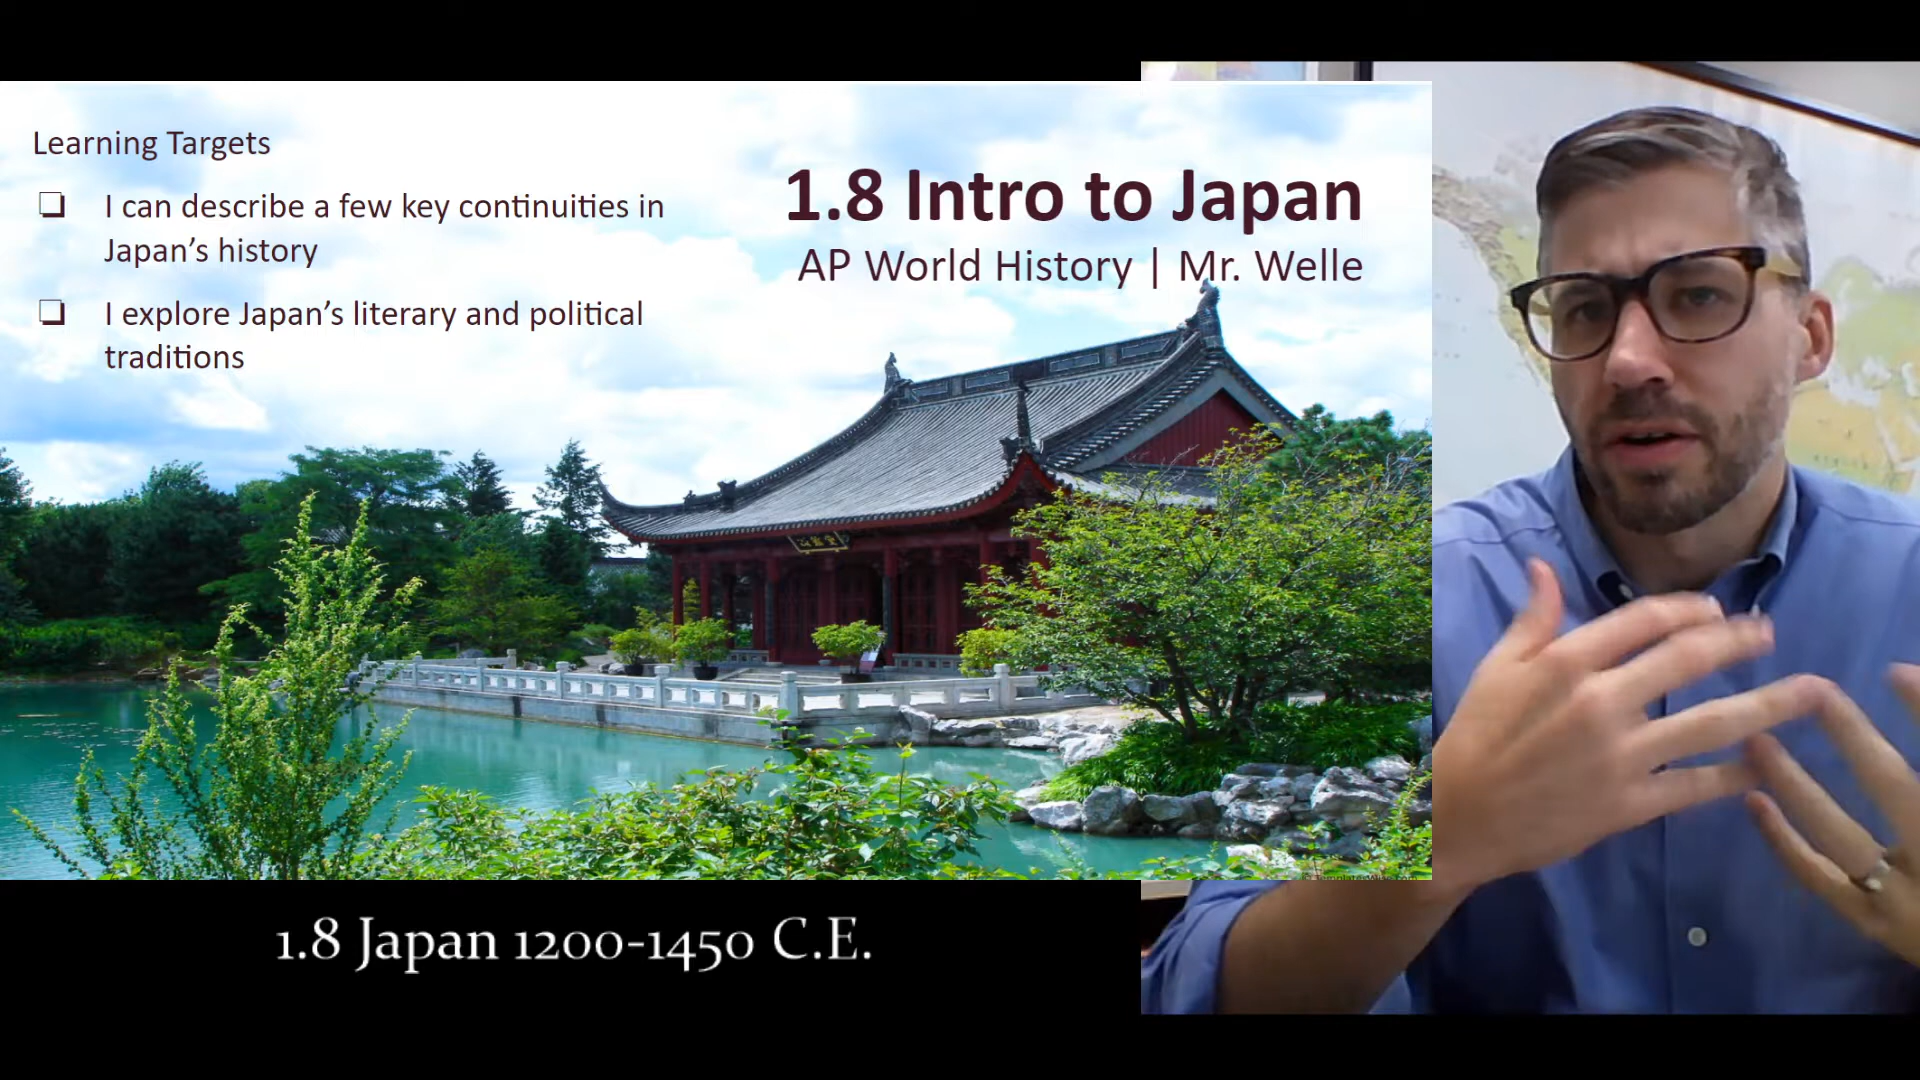 Learning Targets
❏ I can describe a few key continuities in
Japan's history
❏ I explore Japan's literary and political
traditions
1.8 Intro to Japan
AP World History | Mr. Welle
1.8 Japan 1200-1450 C.E.